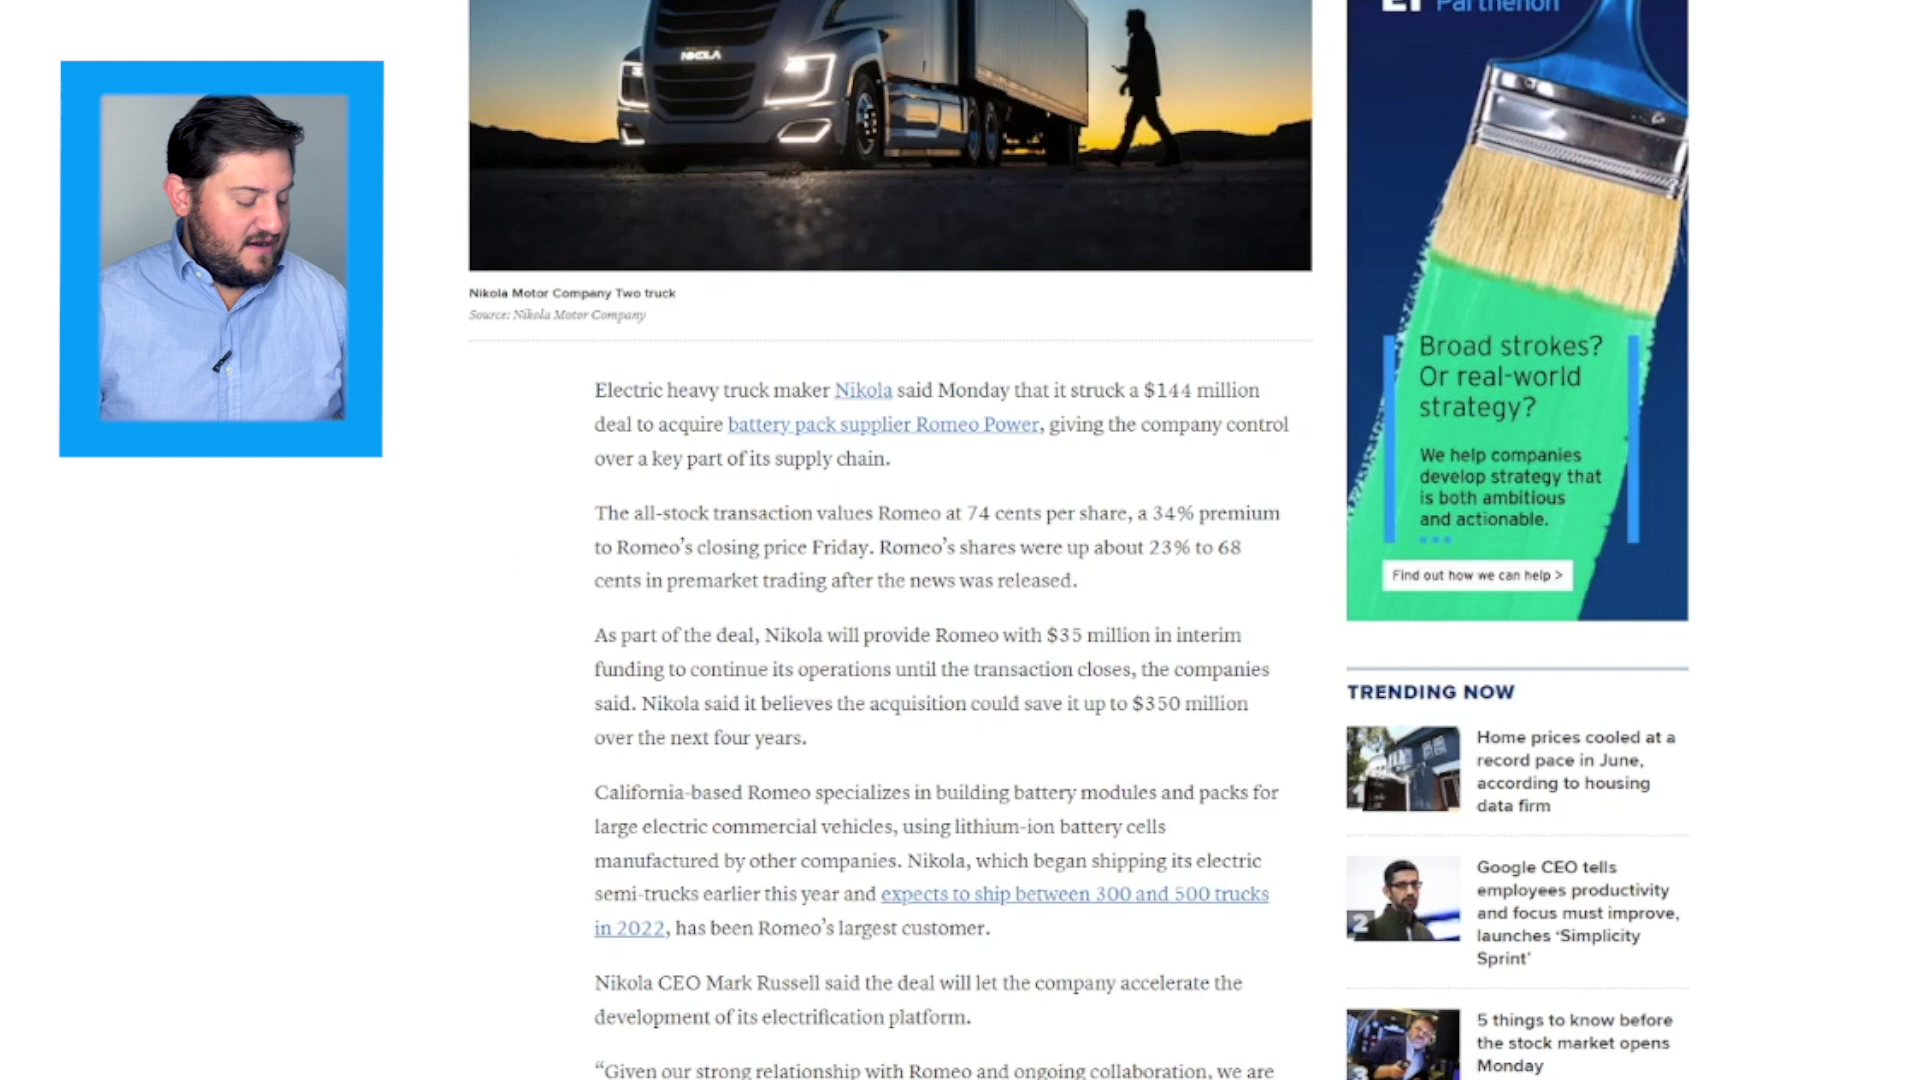 NIKOLA
Nikola Motor Company Two truck
Source: Nikola Motor Company
Electric heavy truck maker Nikola said Monday that it struck a $144 million
deal to acquire battery pack supplier Romeo Power, giving the company control
over a key part of its supply chain.
The all-stock transaction values Romeo at 74 cents per share, a 34% premium
to Romeo’s closing price Friday. Romeo’s shares were up about 23% to 68
cents in premarket trading after the news was released.
As part of the deal, Nikola will provide Romeo with $35 million in interim
funding to continue its operations until the transaction closes, the companies
said. Nikola said it believes the acquisition could save it up to $350 million
over the next four years.
California-based Romeo specializes in building battery modules and packs for
large electric commercial vehicles, using lithium-ion battery cells
manufactured by other companies. Nikola, which began shipping its electric
semi-trucks earlier this year and expects to ship between 300 and 500 trucks
in 2022, has been Romeo’s largest customer.
Nikola CEO Mark Russell said the deal will let the company accelerate the
development of its electrification platform.
“Given our strong relationship with Romeo and ongoing collaboration, we are
Parthenon
Broad strokes?
Or real-world
strategy?
We help companies
develop strategy that
is both ambitious
and actionable.
Find out how we can help >
TRENDING NOW
Home prices cooled at a
record pace in June,
according to housing
data firm
2
Google CEO tells
employees productivity
and focus must improve,
launches ‘Simplicity
Sprint’
3
5 things to know before
the stock market opens
Monday